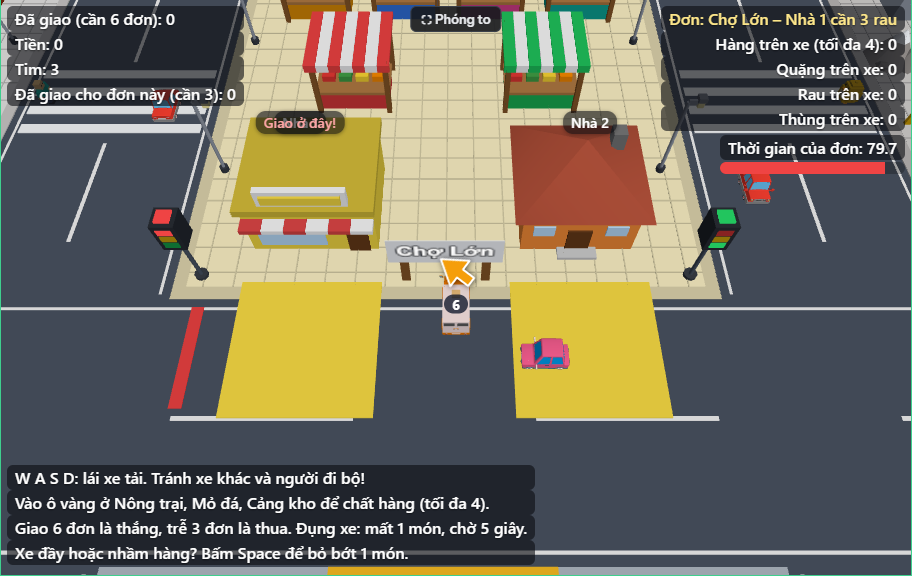 Đã giao (cần 6 đơn): 0
Tiền: 0
Tim: 3
Đã giao cho đơn này (cần 3): 0
Phóng to
Đơn: Chợ Lớn – Nhà 1 cần 3 rau
Hàng trên xe (tối đa 4): 0
Quặng trên xe: 0
Rau trên xe: 0
Thùng trên xe: 0
Thời gian của đơn: 79.7
Giao ở đây!
Nhà 2
Chợ Lớn
6
W A S D: lái xe tải. Tránh xe khác và người đi bộ!
Vào ô vàng ở Nông trại, Mỏ đá, Cảng kho để chất hàng (tối đa 4).
Giao 6 đơn là thắng, trễ 3 đơn là thua. Đụng xe: mất 1 món, chờ 5 giây.
Xe đầy hoặc nhầm hàng? Bấm Space để bỏ bớt 1 món.